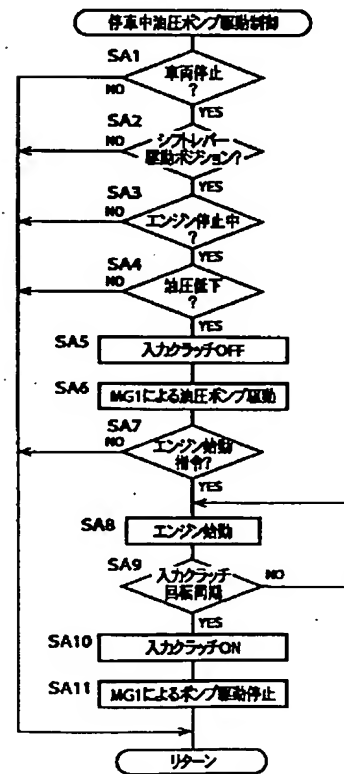 停車中油圧ポンプ駆動制御
SA1
車両停止
?
NO
YES
SA2
シフトレバー
駆動ポジション?
NO
YES
SA3
エンジン停止中
?
NO
YES
SA4
油圧低下
?
NO
YES
SA5
入力クラッチOFF
SA6
MG1による油圧ポンプ駆動
SA7
エンジン始動
指令?
NO
YES
SA8
エンジン始動
SA9
入力クラッチ
回転同期
NO
YES
SA10
入力クラッチON
SA11
MG1によるポンプ駆動停止
リターン